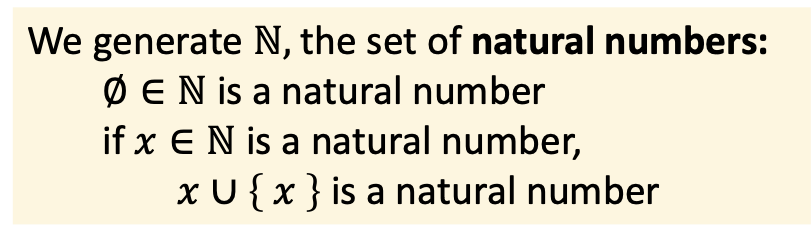 We generate ℕ, the set of natural numbers:
∅ ∈ ℕ is a natural number
if 𝑥 ∈ ℕ is a natural number,
𝑥 ∪ { 𝑥 } is a natural number